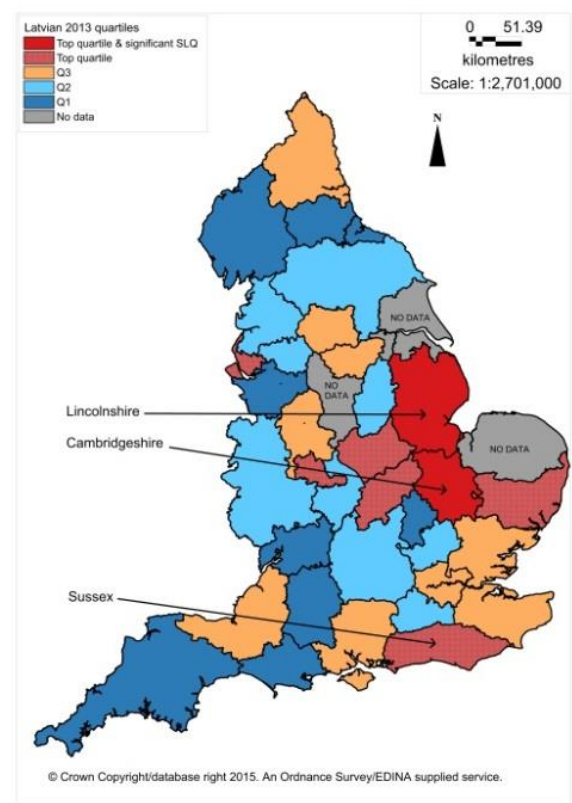 Latvian 2013 quartiles
Top quartile & significant SLQ
Top quartile
Q3
Q2
Q1
No data
0 51.39
kilometres
Scale: 1:2,701,000
N
NO DATA
NO
DATA
Lincolnshire
Cambridgeshire
NO DATA
Sussex
© Crown Copyright/database right 2015. An Ordnance Survey/EDINA supplied service.